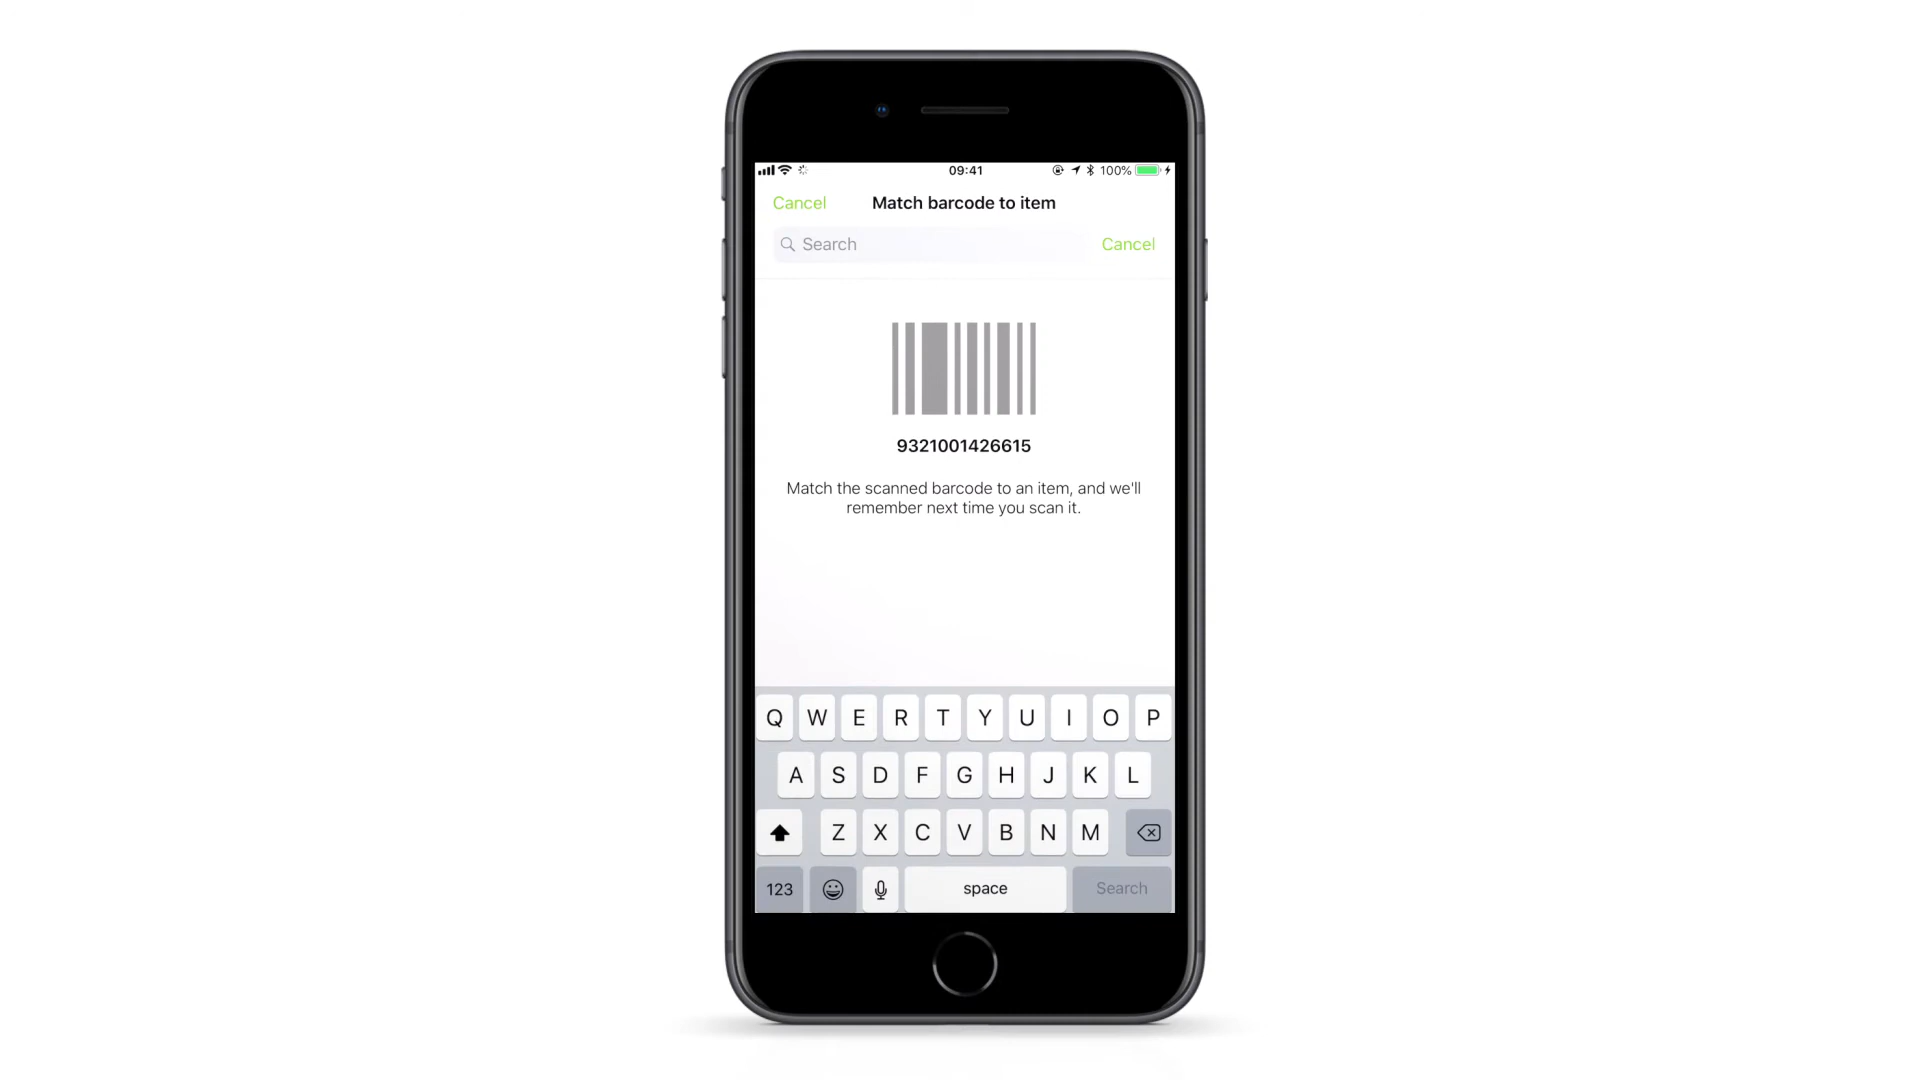 09:41
100%
Cancel
Match barcode to item
Search
Cancel
9321001426615
Match the scanned barcode to an item, and we'll
remember next time you scan it.
Q W E R T Y U I O P
A S D F G H J K L
Z X C V B N M
123
space
Search